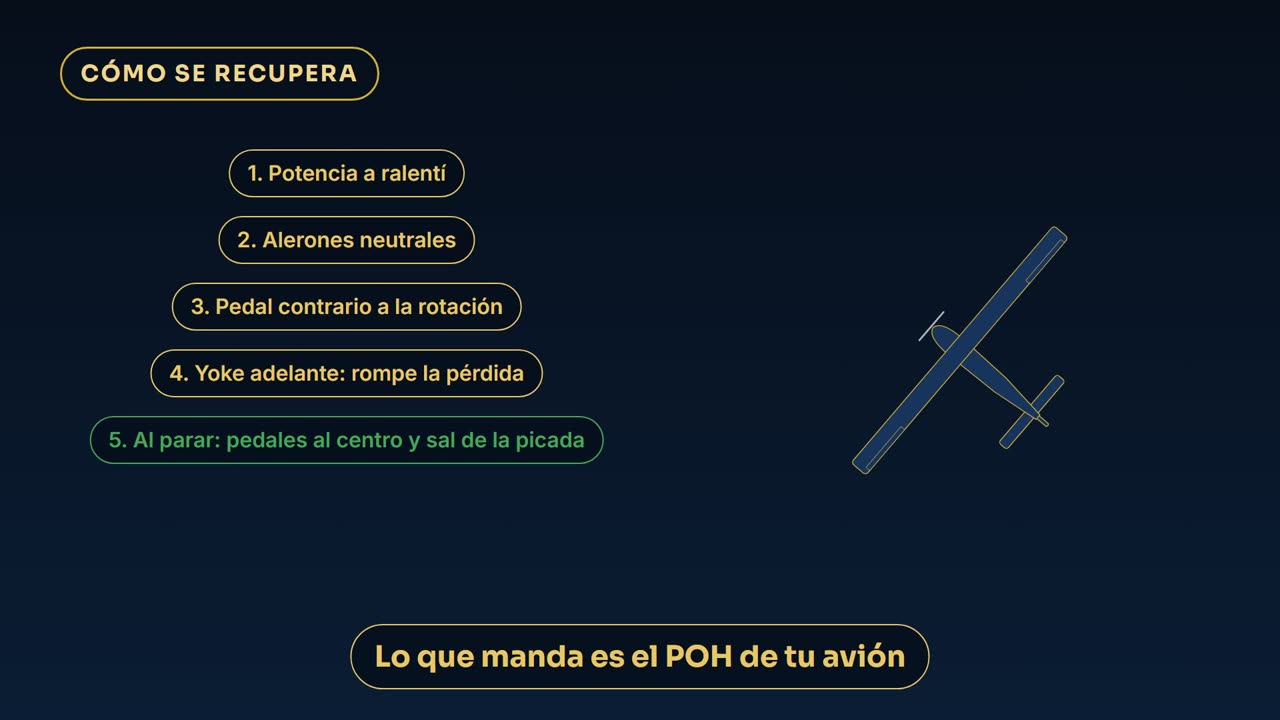 CÓMO SE RECUPERA
1. Potencia a ralentí
2. Alerones neutrales
3. Pedal contrario a la rotación
4. Yoke adelante: rompe la pérdida
5. Al parar: pedales al centro y sal de la picada
Lo que manda es el POH de tu avión